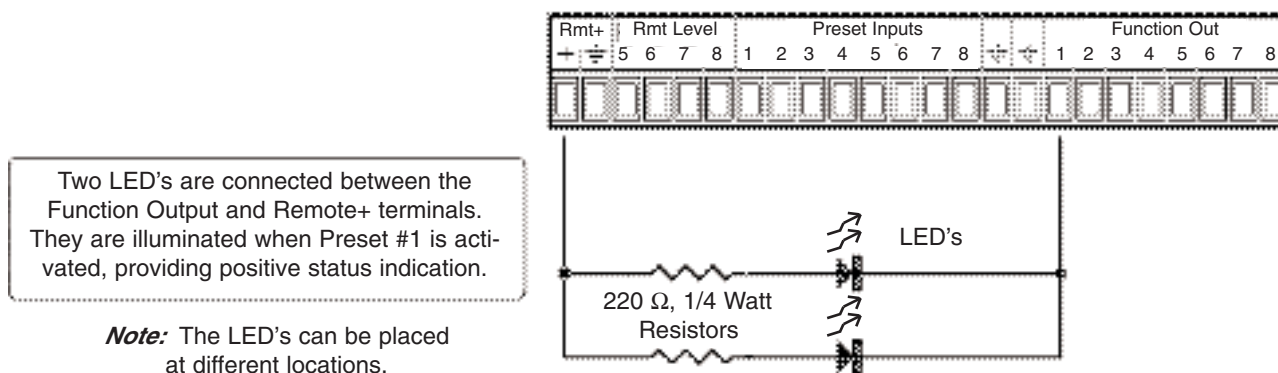 Rmt+ Rmt Level Preset Inputs Function Out
+ 5 6 7 8 1 2 3 4 5 6 7 8 1 2 3 4 5 6 7 8
Two LED's are connected between the
Function Output and Remote+ terminals.
They are illuminated when Preset #1 is acti-
vated, providing positive status indication.
Note: The LED's can be placed
at different locations.
LED's
220 Ω, 1/4 Watt
Resistors